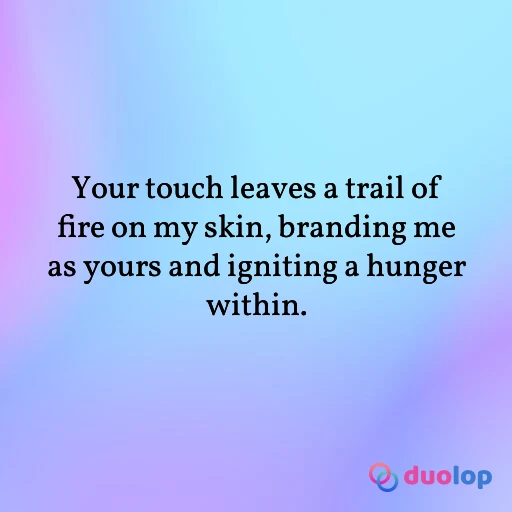 Your touch leaves a trail of
fire on my skin, branding me
as yours and igniting a hunger
within.
duolop